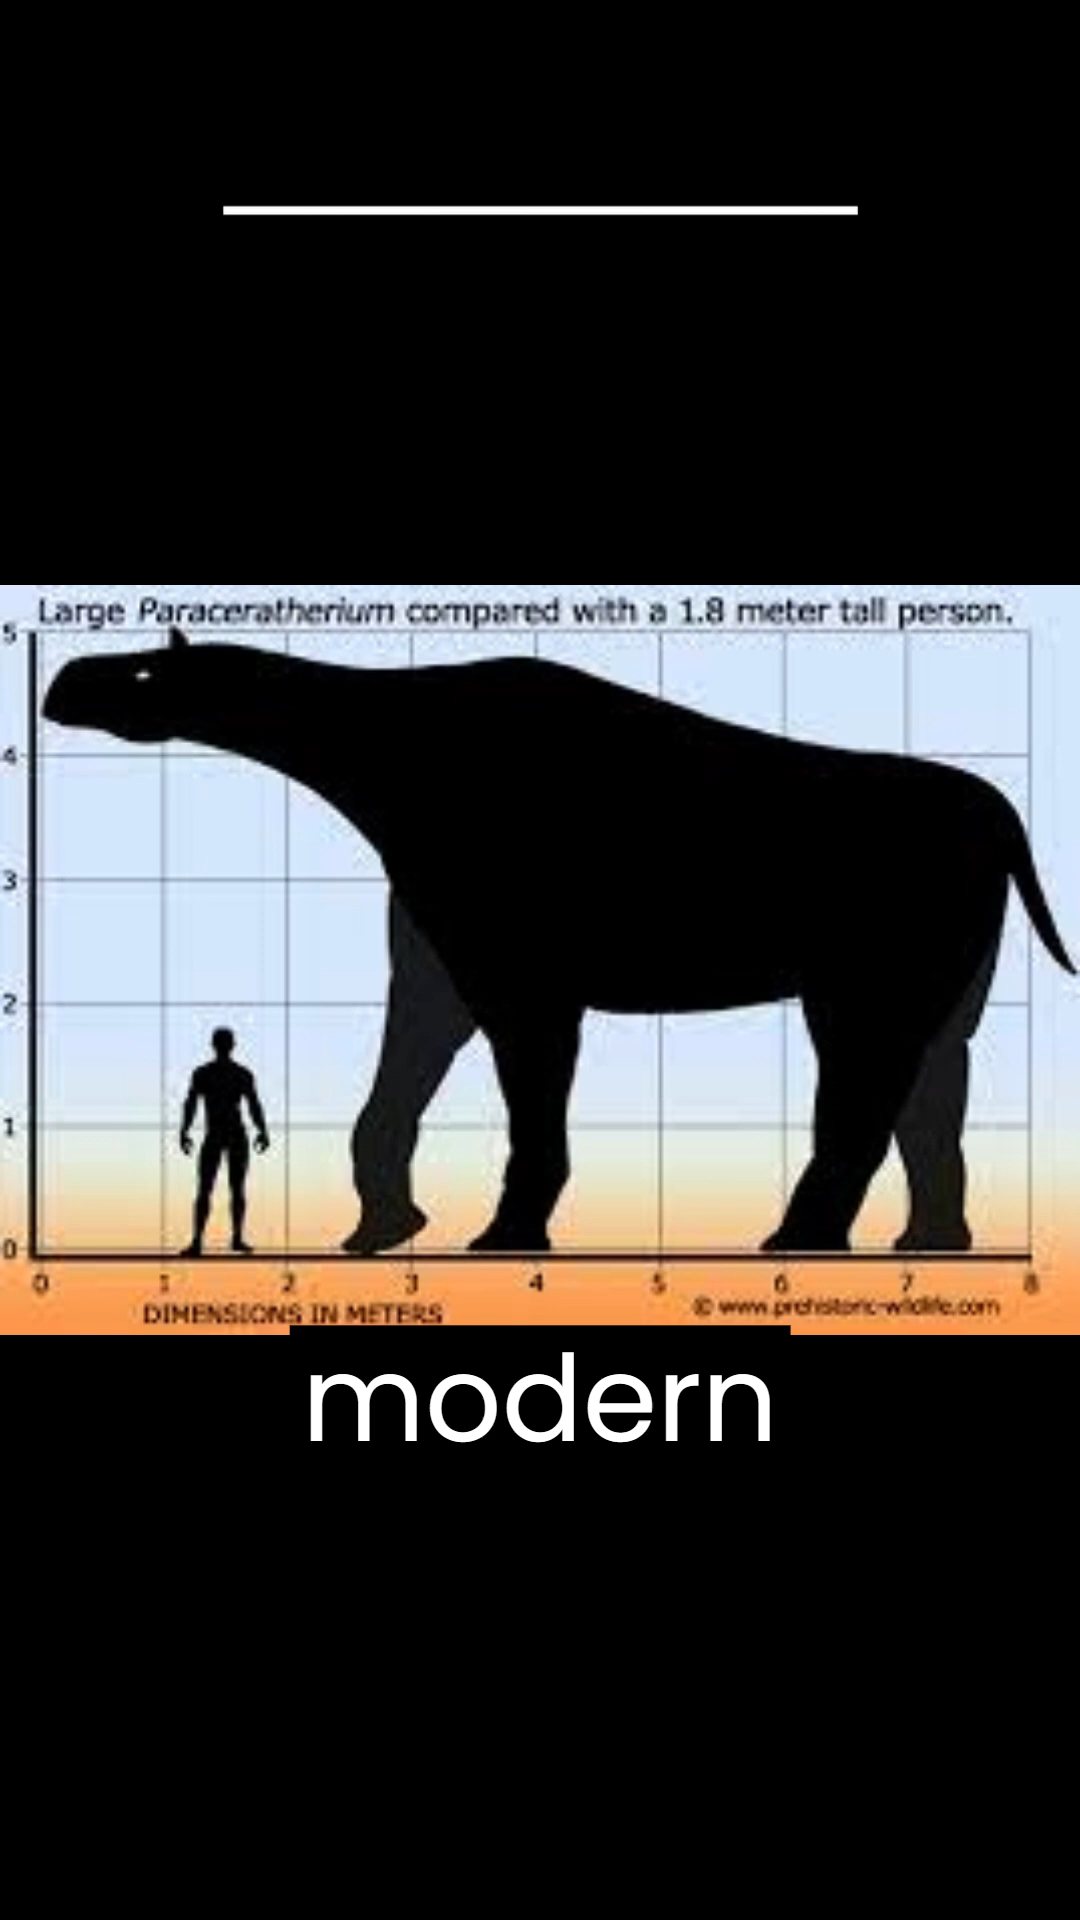 Large Paraceratherium compared with a 1.8 meter tall person.
5
4
3
2
1
0
0 1 2 3 4 5 6 7 8
DIMENSIONS IN METERS © www.prehistoric-wildlife.com
modern